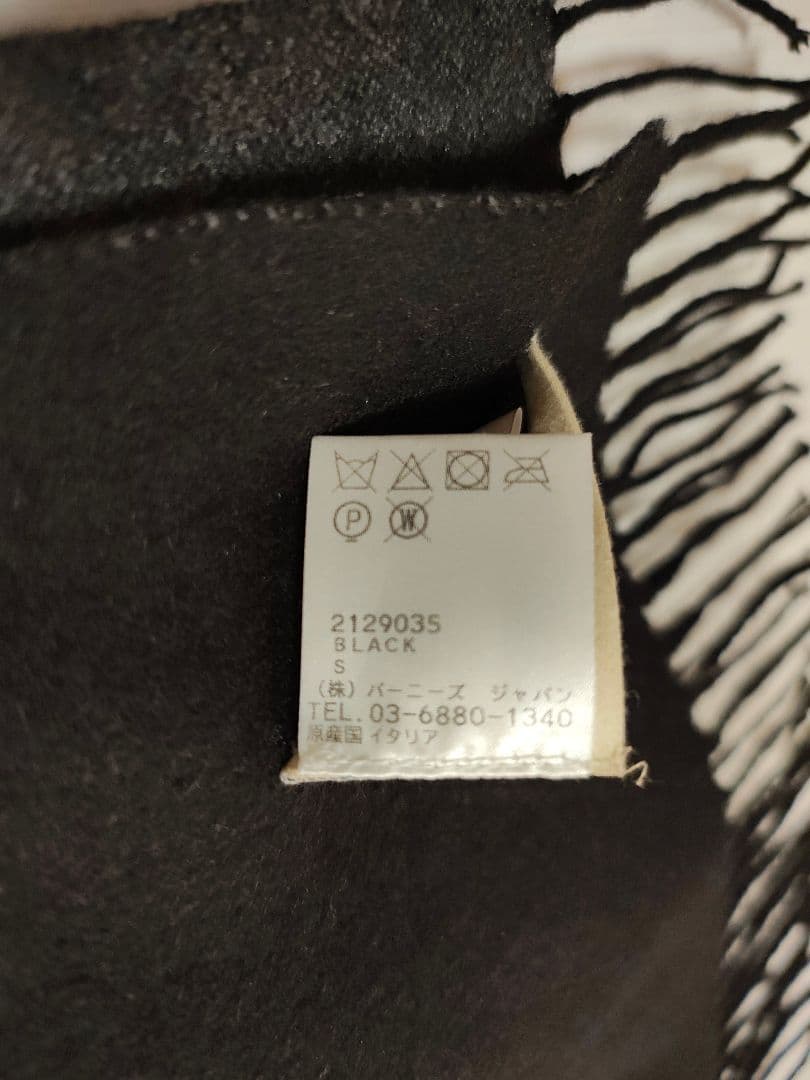 P
W
2129035
BLACK
S
(株) バーニーズ ジャパン
TEL. 03-6880-1340
原産国 イタリア